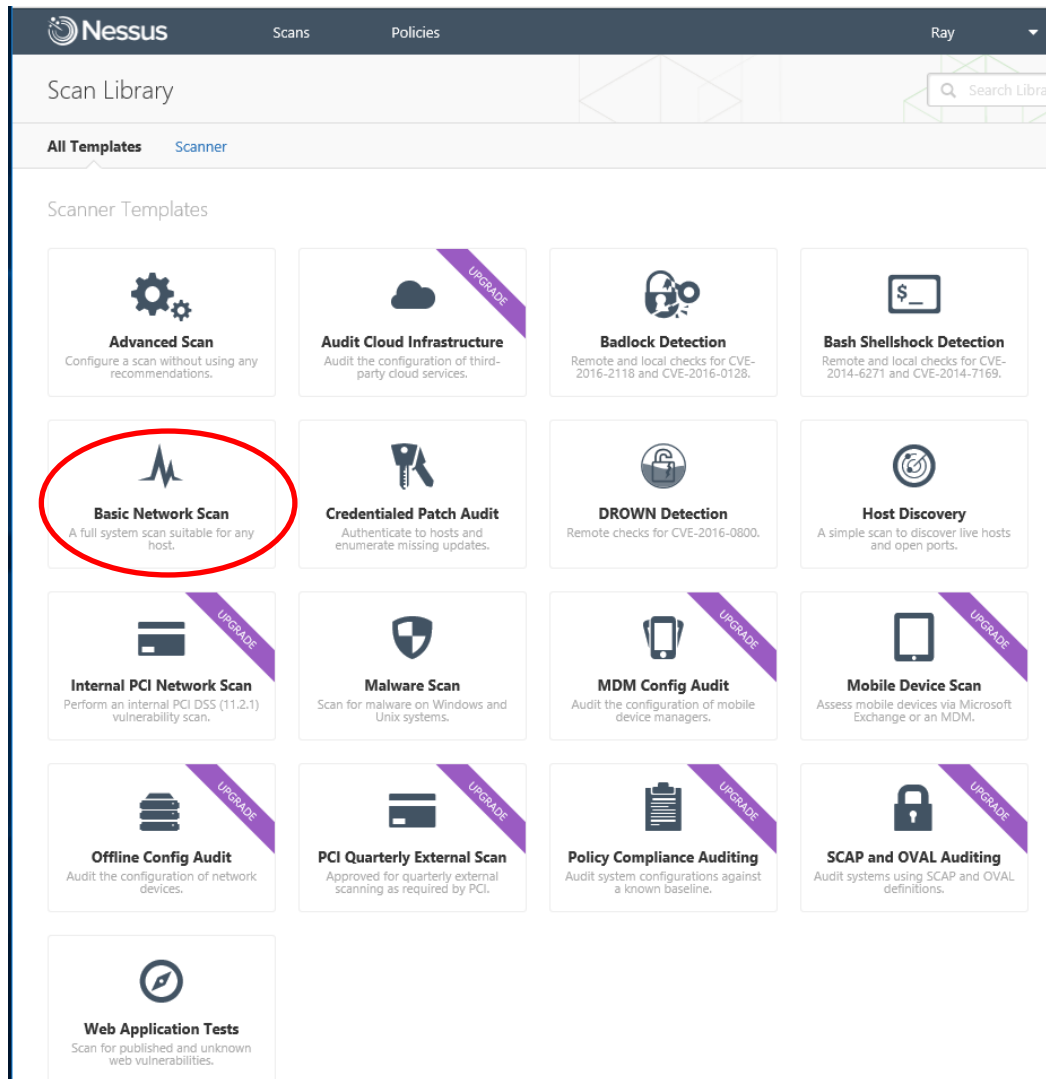 Nessus Scans Policies Ray
Scan Library
Search Libra
All Templates Scanner
Scanner Templates
UPGRADE
$_
Advanced Scan
Configure a scan without using any
recommendations.
Audit Cloud Infrastructure
Audit the configuration of third-
party cloud services.
Badlock Detection
Remote and local checks for CVE-
2016-2118 and CVE-2016-0128.
Bash Shellshock Detection
Remote and local checks for CVE-
2014-6271 and CVE-2014-7169.
Basic Network Scan
A full system scan suitable for any
host.
Credentialed Patch Audit
Authenticate to hosts and
enumerate missing updates.
DROWN Detection
Remote checks for CVE-2016-0800.
Host Discovery
A simple scan to discover live hosts
and open ports.
UPGRADE
UPGRADE
UPGRADE
Internal PCI Network Scan
Perform an internal PCI DSS (11.2.1)
vulnerability scan.
Malware Scan
Scan for malware on Windows and
Unix systems.
MDM Config Audit
Audit the configuration of mobile
device managers.
Mobile Device Scan
Assess mobile devices via Microsoft
Exchange or an MDM.
UPGRADE
UPGRADE
UPGRADE
UPGRADE
Offline Config Audit
Audit the configuration of network
devices.
PCI Quarterly External Scan
Approved for quarterly external
scanning as required by PCI.
Policy Compliance Auditing
Audit system configurations against
a known baseline.
SCAP and OVAL Auditing
Audit systems using SCAP and OVAL
definitions.
Web Application Tests
Scan for published and unknown
web vulnerabilities.